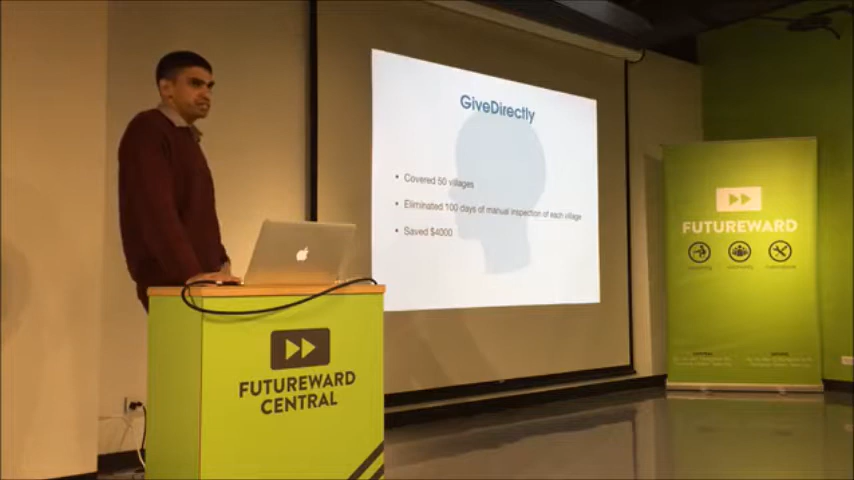 GiveDirectly
• Covered 50 villages
• Eliminated 100 days of manual inspection of each village
• Saved $4000
FUTUREWARD
CENTRAL
FUTUREWARD